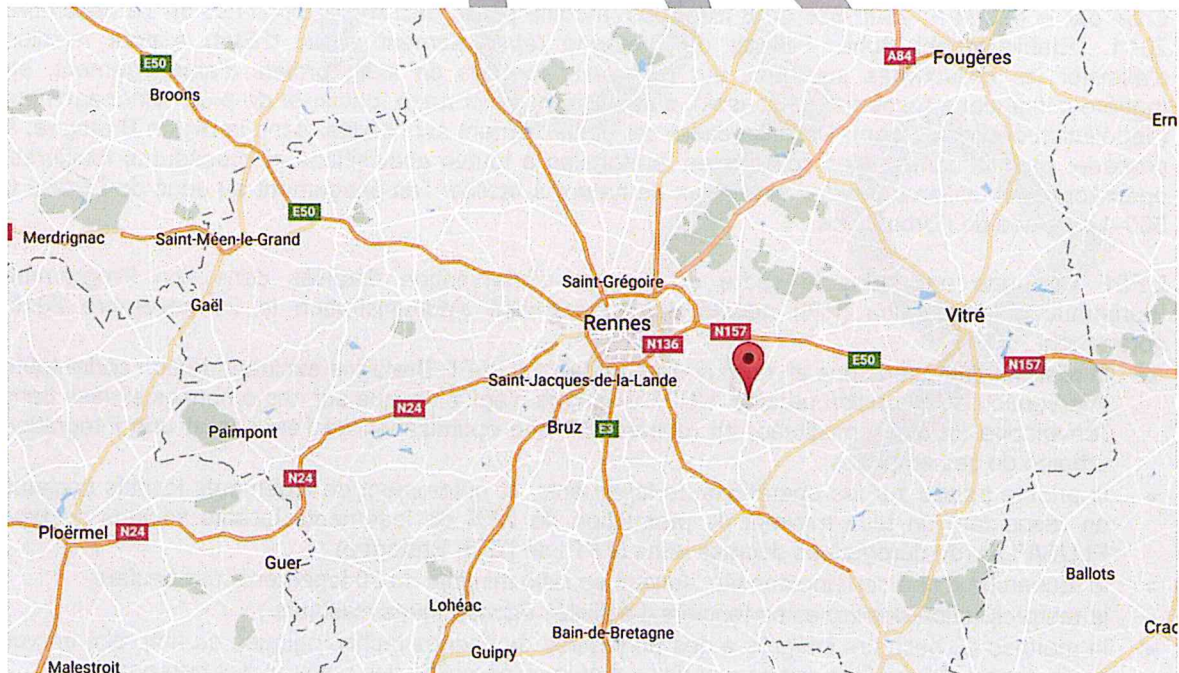 A84
Fougères
E50
Broons
Ern
E50
Merdrignac
Saint-Méen-le-Grand
Saint-Grégoire
Gaël
Rennes
Vitré
N157
N136
E50
N157
Saint-Jacques-de-la-Lande
N24
Paimpont
Bruz
E3
N24
Ploërmel
N24
Guer
Ballots
Lohéac
Bain-de-Bretagne
Crac
Guipry
Malestroit